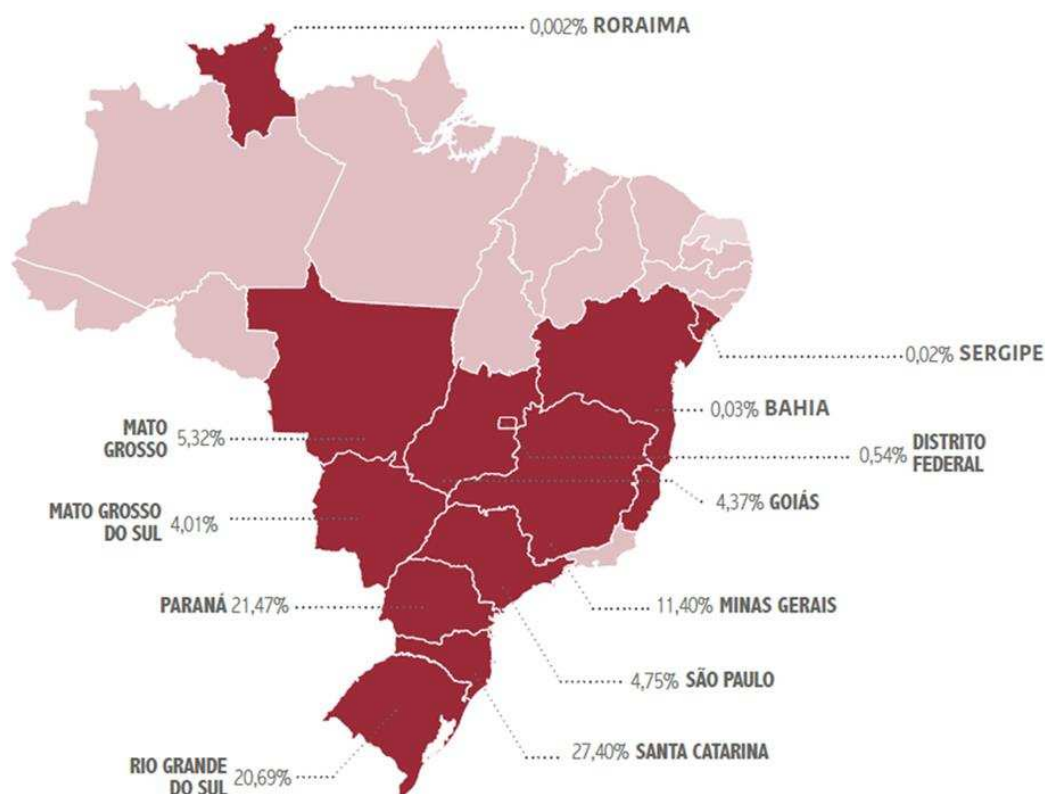 0,002% RORAIMA
0,02% SERGIPE
0,03% BAHIA
MATO
GROSSO 5,32%
0,54% DISTRITO
FEDERAL
4,37% GOIÁS
MATO GROSSO
DO SUL 4,01%
PARANÁ 21,47%
11,40% MINAS GERAIS
4,75% SÃO PAULO
27,40% SANTA CATARINA
RIO GRANDE
DO SUL 20,69%